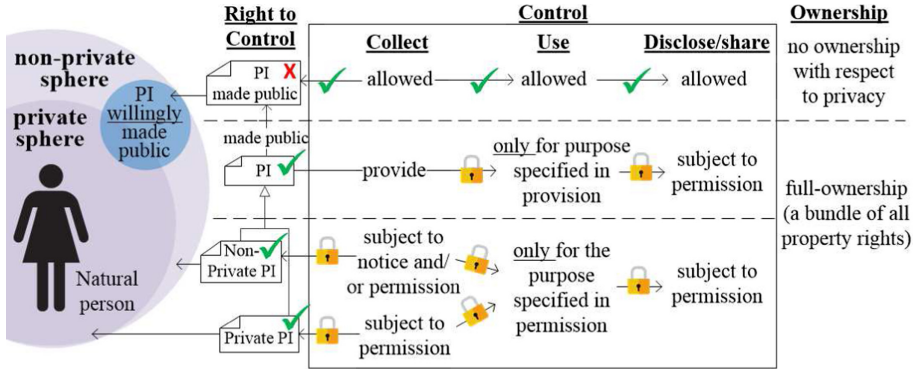 Right to
Control
Control
Ownership
Collect
Use
Disclose/share
non-private
sphere
PI
willingly
made
public
private
sphere
Natural
person
PI X
made public
allowed
allowed
allowed
no ownership
with respect
to privacy
made public
PI
provide
only for purpose
specified in
provision
subject to
permission
full-ownership
(a bundle of all
property rights)
Non-
Private PI
subject to
notice and/
or permission
only for the
purpose
specified in
permission
subject to
permission
Private PI
subject to
permission